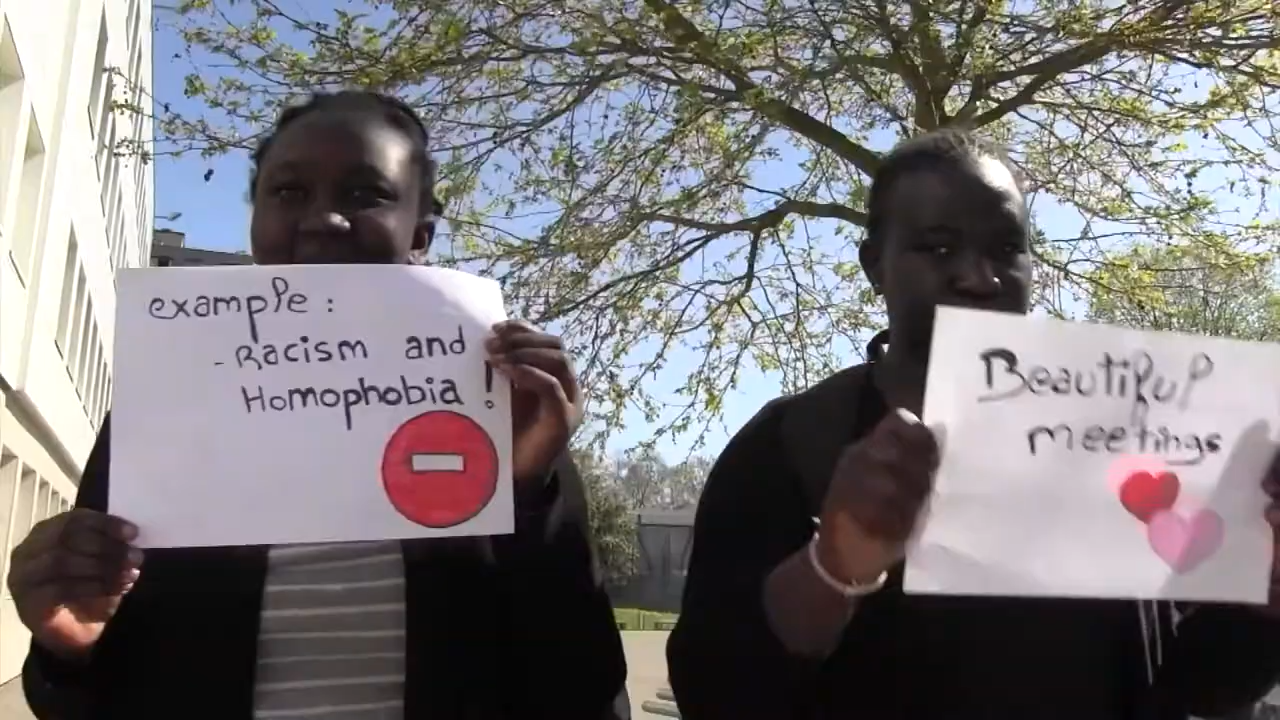 example :
- Racism and
Homophobia !
Beautiful
meetings